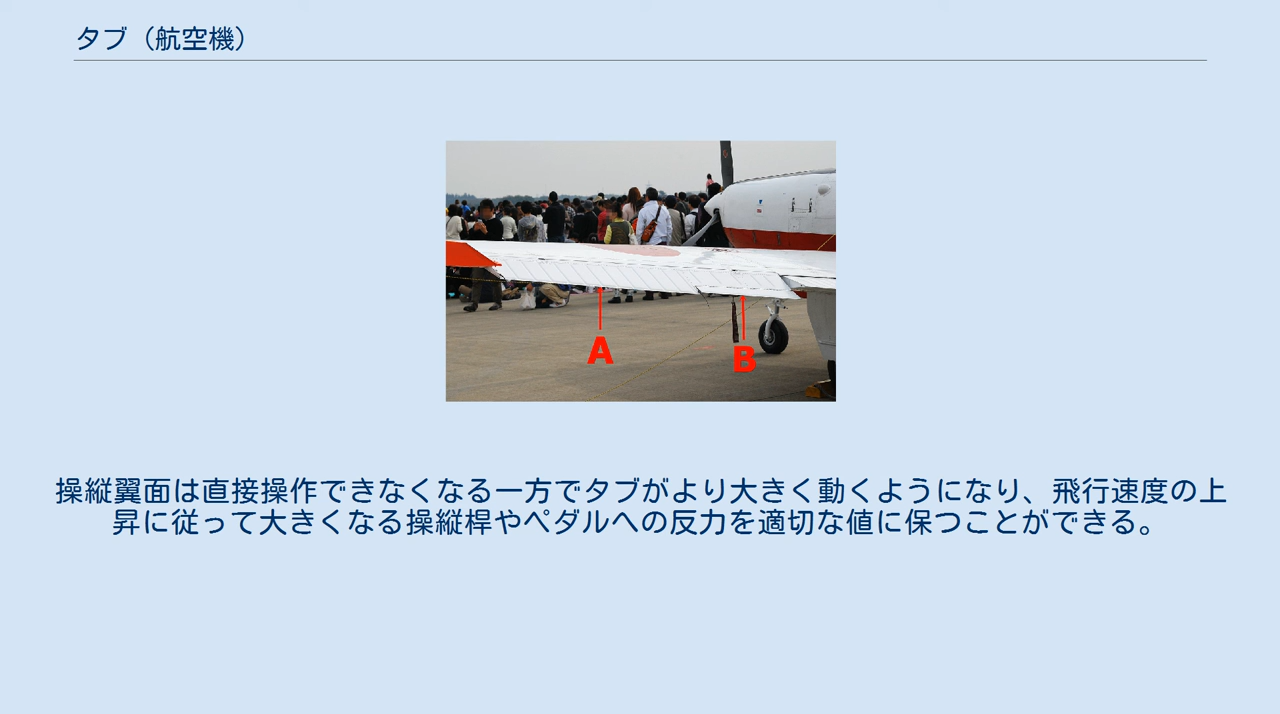 タブ（航空機）
A
B
操縦翼面は直接操作できなくなる一方でタブがより大きく動くようになり、飛行速度の上
昇に従って大きくなる操縦桿やペダルへの反力を適切な値に保つことができる。